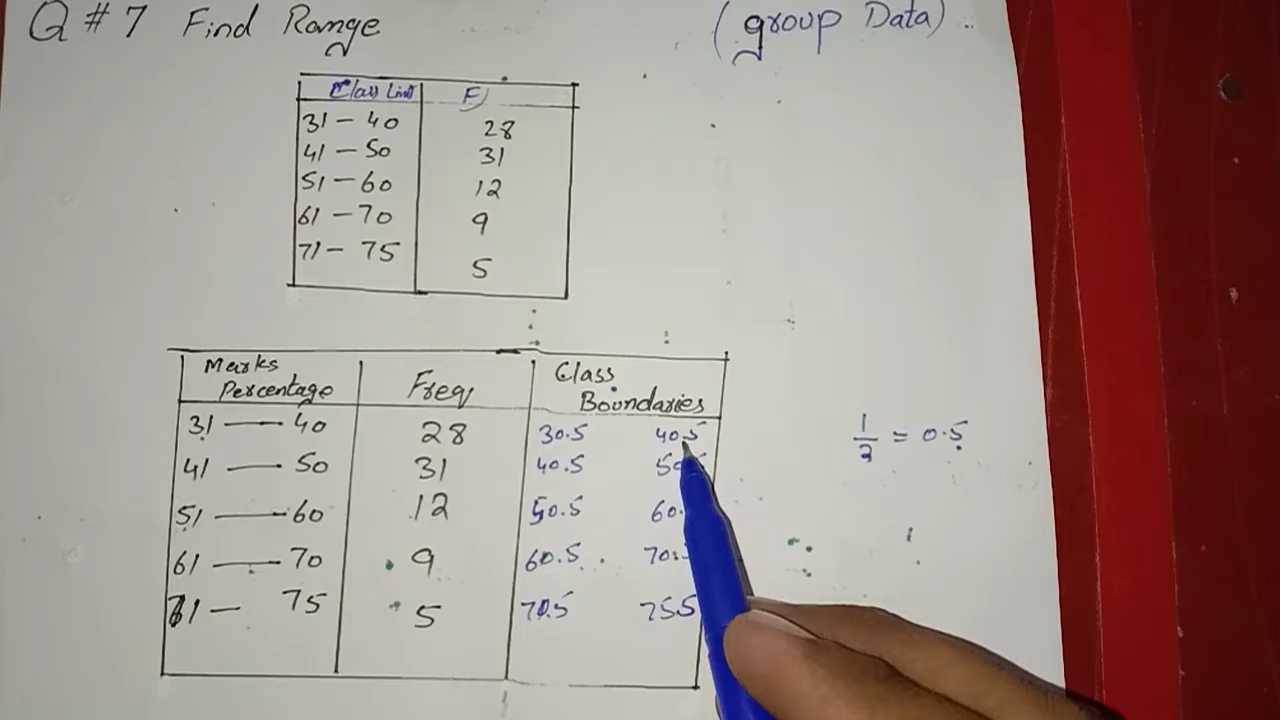 Q # 7 Find Range (group Data)..
Class Limit F
31 - 40 28
41 - 50 31
51 - 60 12
61 - 70 9
71 - 75 5
Marks Percentage Freq Class Boundaries
31 — 40 28 30.5 40.5
41 — 50 31 40.5
51 — 60 12 50.5 60.
61 — 70 9 60.5 70.
71 — 75 5 70.5 75.5
1/2 = 0.5